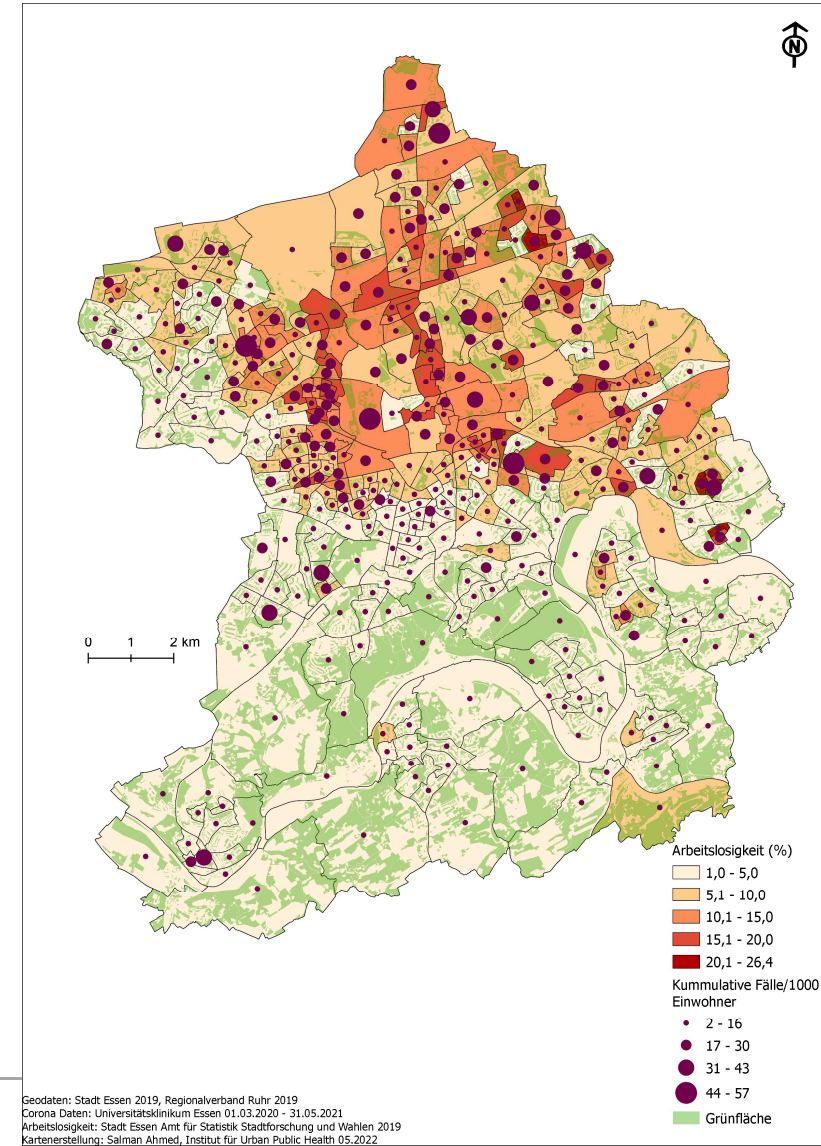 N
0 1 2 km
Arbeitslosigkeit (%)
1,0 - 5,0
5,1 - 10,0
10,1 - 15,0
15,1 - 20,0
20,1 - 26,4
Kummulative Fälle/1000
Einwohner
2 - 16
17 - 30
31 - 43
44 - 57
Grünfläche
Geodaten: Stadt Essen 2019, Regionalverband Ruhr 2019
Corona Daten: Universitätsklinikum Essen 01.03.2020 - 31.05.2021
Arbeitslosigkeit: Stadt Essen Amt für Statistik Stadtforschung und Wahlen 2019
Kartenerstellung: Salman Ahmed, Institut für Urban Public Health 05.2022